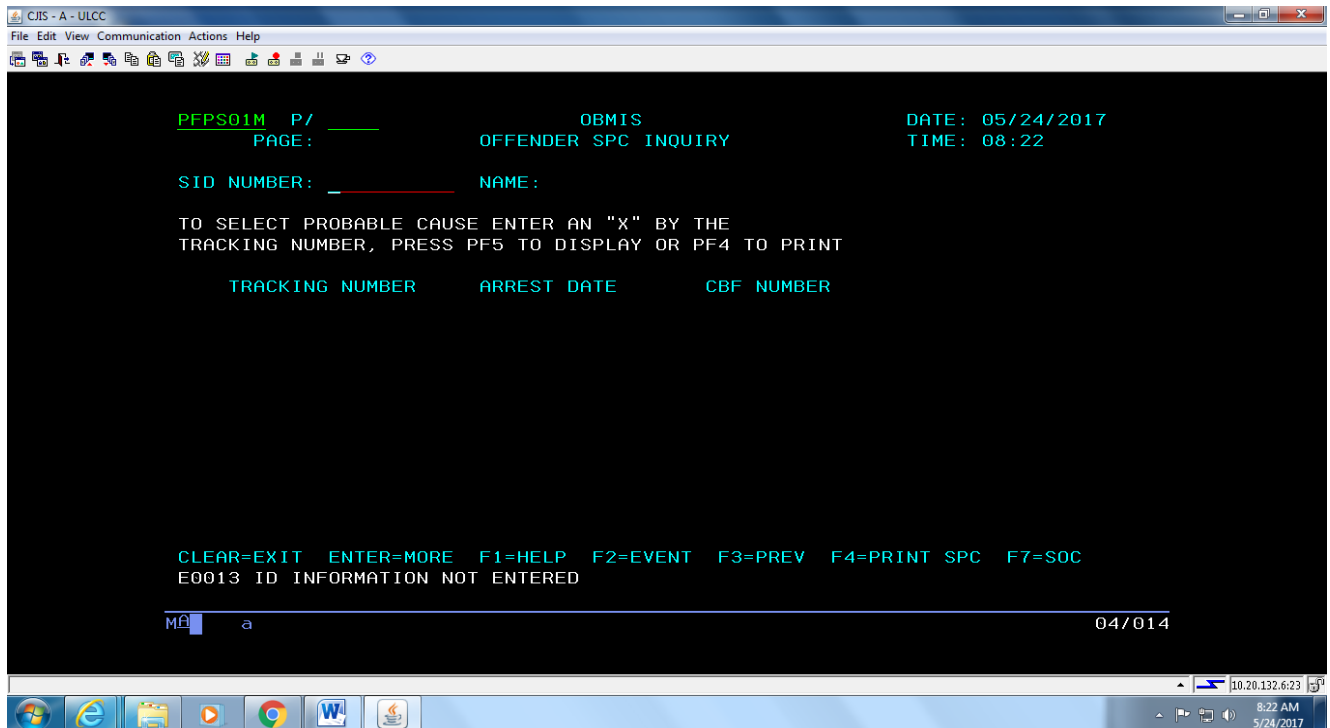 CJIS - A - ULCC
File Edit View Communication Actions Help
PFPS01M P/ ____ OBMIS DATE: 05/24/2017
PAGE: OFFENDER SPC INQUIRY TIME: 08:22
SID NUMBER: __________ NAME:
TO SELECT PROBABLE CAUSE ENTER AN "X" BY THE
TRACKING NUMBER, PRESS PF5 TO DISPLAY OR PF4 TO PRINT
TRACKING NUMBER ARREST DATE CBF NUMBER
CLEAR=EXIT ENTER=MORE F1=HELP F2=EVENT F3=PREV F4=PRINT SPC F7=SOC
E0013 ID INFORMATION NOT ENTERED
MA a 04/014
10.20.132.6:23
W 8:22 AM
5/24/2017